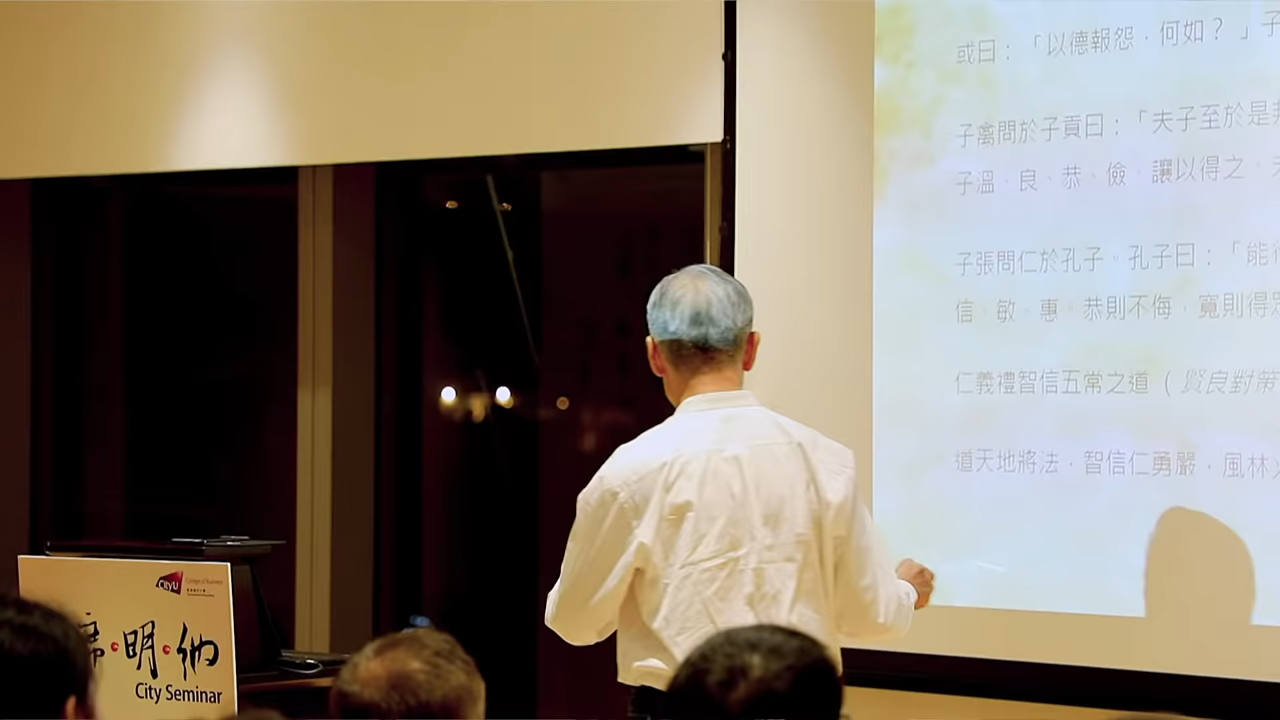 或曰：「以德報怨，何如？」子
子禽問於子貢曰：「夫子至於是
子溫、良、恭、儉、讓以得之。
子張問仁於孔子。孔子曰：「能
信、敏、惠。恭則不侮，寬則得
仁義禮智信五常之道（賢良對策
道天地將法，智信仁勇嚴，風林
CityU
College of Business
席·明·納
City Seminar